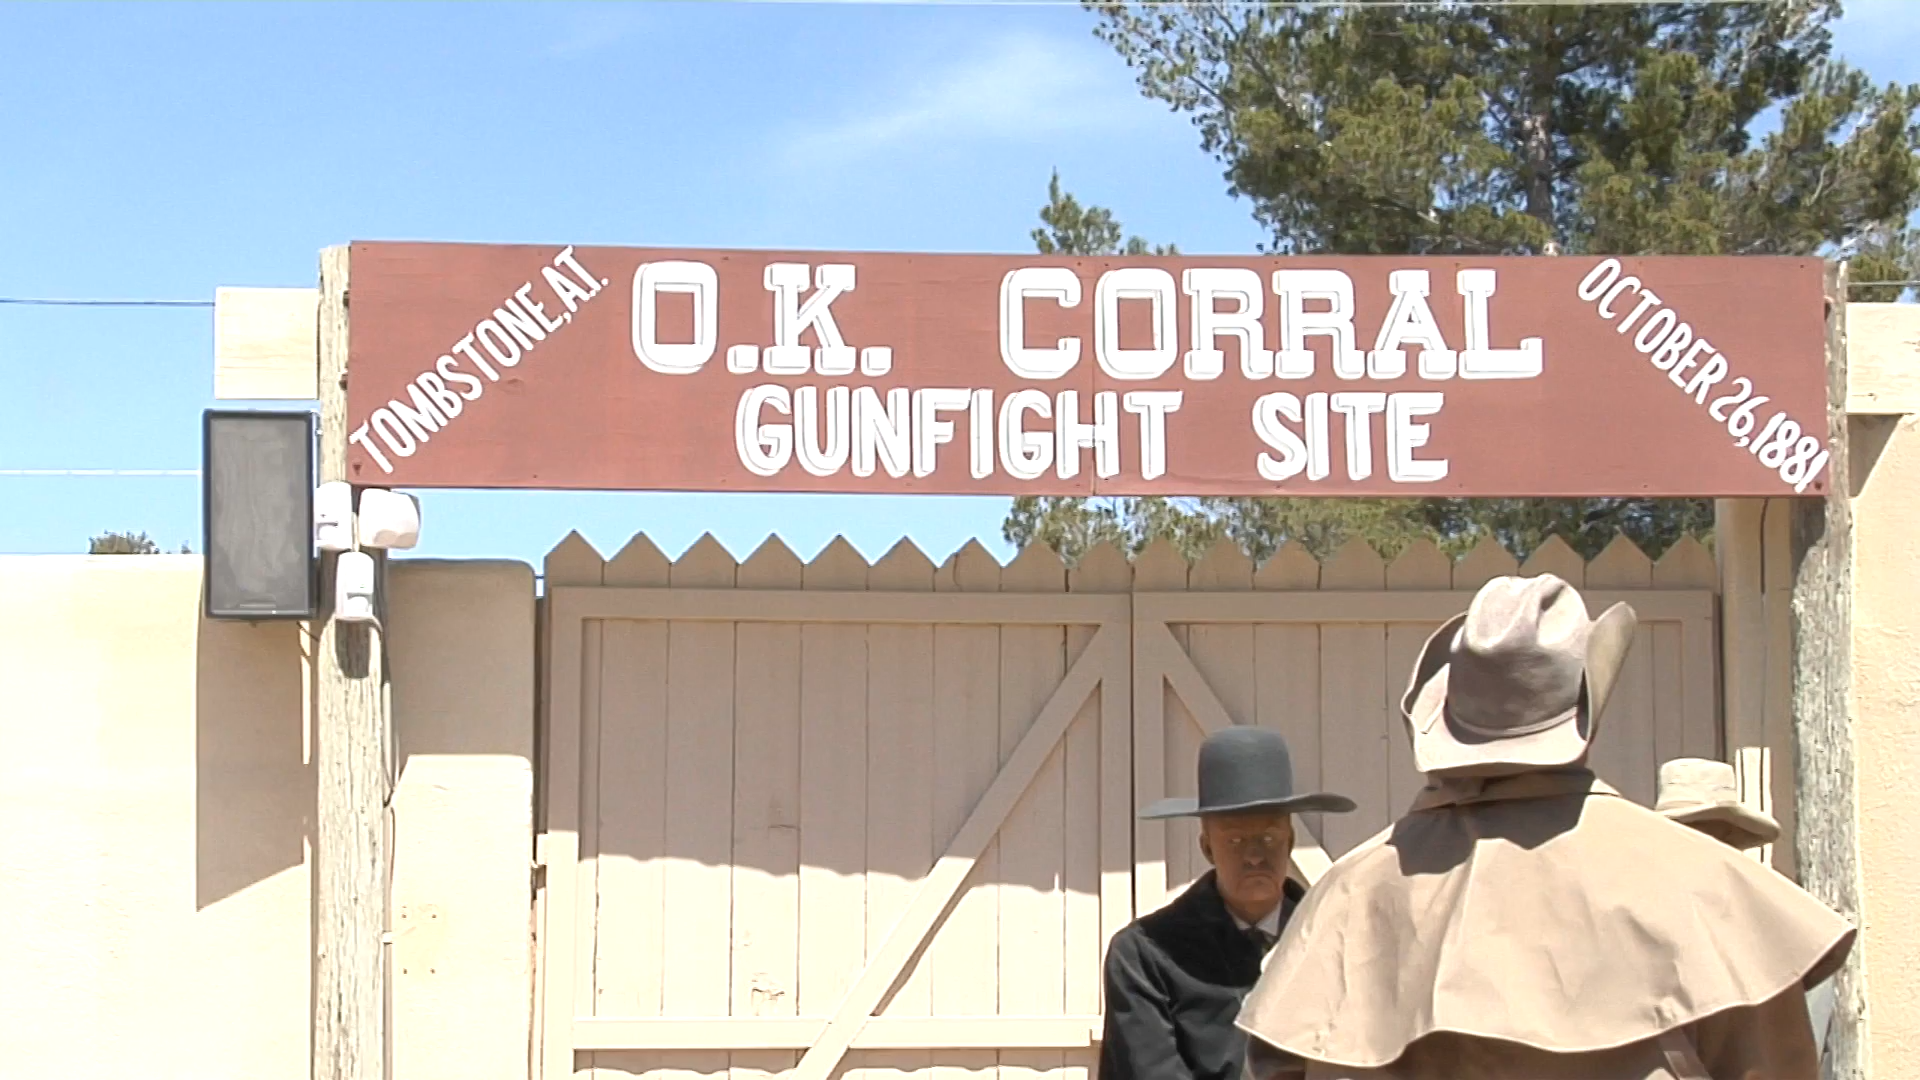 TOMBSTONE, A.T.
O.K. CORRAL
GUNFIGHT SITE
OCTOBER 26, 1881